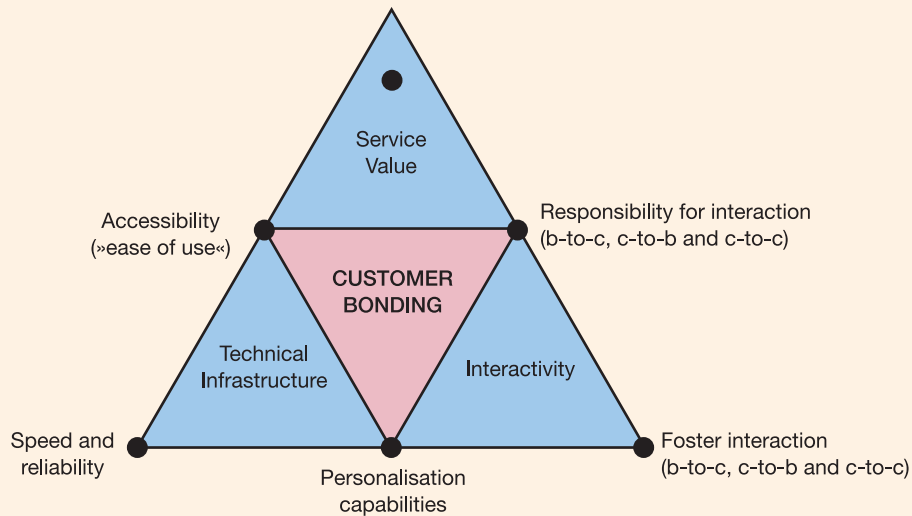 Service
Value
Accessibility
(»ease of use«)
Responsibility for interaction
(b-to-c, c-to-b and c-to-c)
CUSTOMER
BONDING
Technical
Infrastructure
Interactivity
Speed and
reliability
Personalisation
capabilities
Foster interaction
(b-to-c, c-to-b and c-to-c)